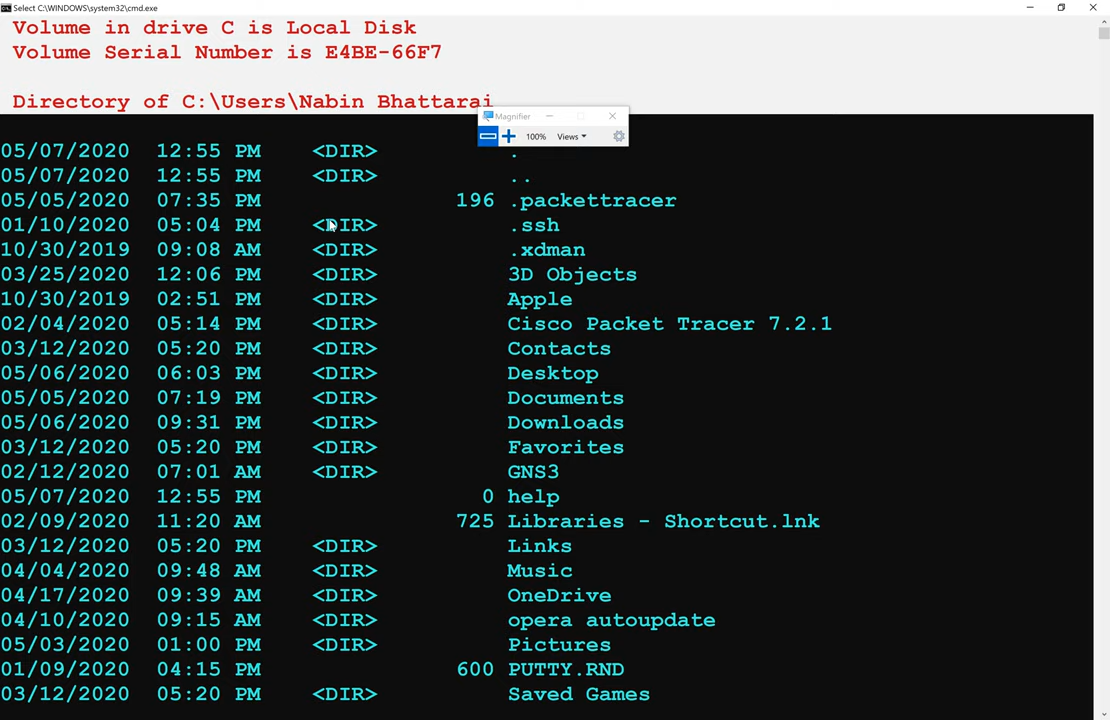 Select C:\WINDOWS\system32\cmd.exe
Volume in drive C is Local Disk
Volume Serial Number is E4BE-66F7
Directory of C:\Users\Nabin Bhattarai
Magnifier
100% Views
05/07/2020 12:55 PM <DIR> .
05/07/2020 12:55 PM <DIR> ..
05/05/2020 07:35 PM 196 .packettracer
01/10/2020 05:04 PM <DIR> .ssh
10/30/2019 09:08 AM <DIR> .xdman
03/25/2020 12:06 PM <DIR> 3D Objects
10/30/2019 02:51 PM <DIR> Apple
02/04/2020 05:14 PM <DIR> Cisco Packet Tracer 7.2.1
03/12/2020 05:20 PM <DIR> Contacts
05/06/2020 06:03 PM <DIR> Desktop
05/05/2020 07:19 PM <DIR> Documents
05/06/2020 09:31 PM <DIR> Downloads
03/12/2020 05:20 PM <DIR> Favorites
02/12/2020 07:01 AM <DIR> GNS3
05/07/2020 12:55 PM 0 help
02/09/2020 11:20 AM 725 Libraries - Shortcut.lnk
03/12/2020 05:20 PM <DIR> Links
04/04/2020 09:48 AM <DIR> Music
04/17/2020 09:39 AM <DIR> OneDrive
04/10/2020 09:15 AM <DIR> opera autoupdate
05/03/2020 01:00 PM <DIR> Pictures
01/09/2020 04:15 PM 600 PUTTY.RND
03/12/2020 05:20 PM <DIR> Saved Games